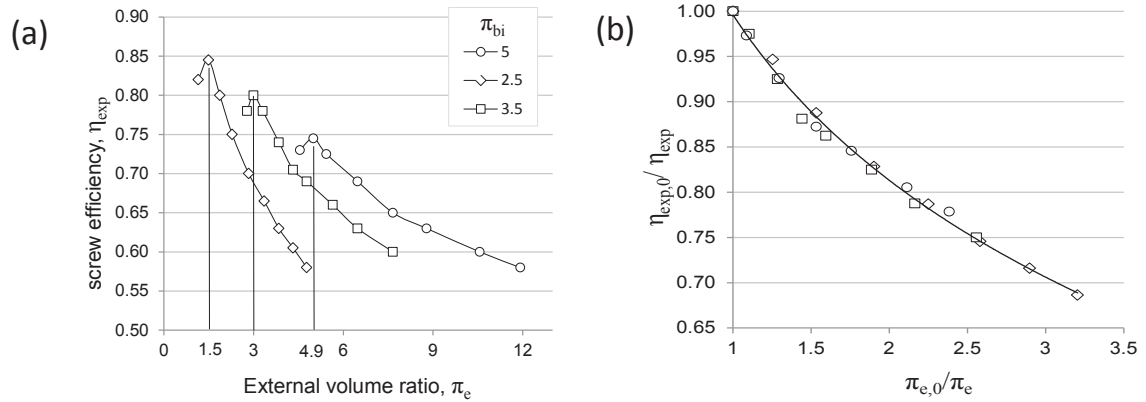 (a)
0.90
0.85
0.80
0.75
0.70
0.65
0.60
0.55
0.50
screw efficiency, ηexp
πbi
5
2.5
3.5
0 1.5 3 4.9 6 9 12
External volume ratio, πe
(b)
1.00
0.95
0.90
0.85
0.80
0.75
0.70
0.65
ηexp,0/ ηexp
1 1.5 2 2.5 3 3.5
πe,0/πe